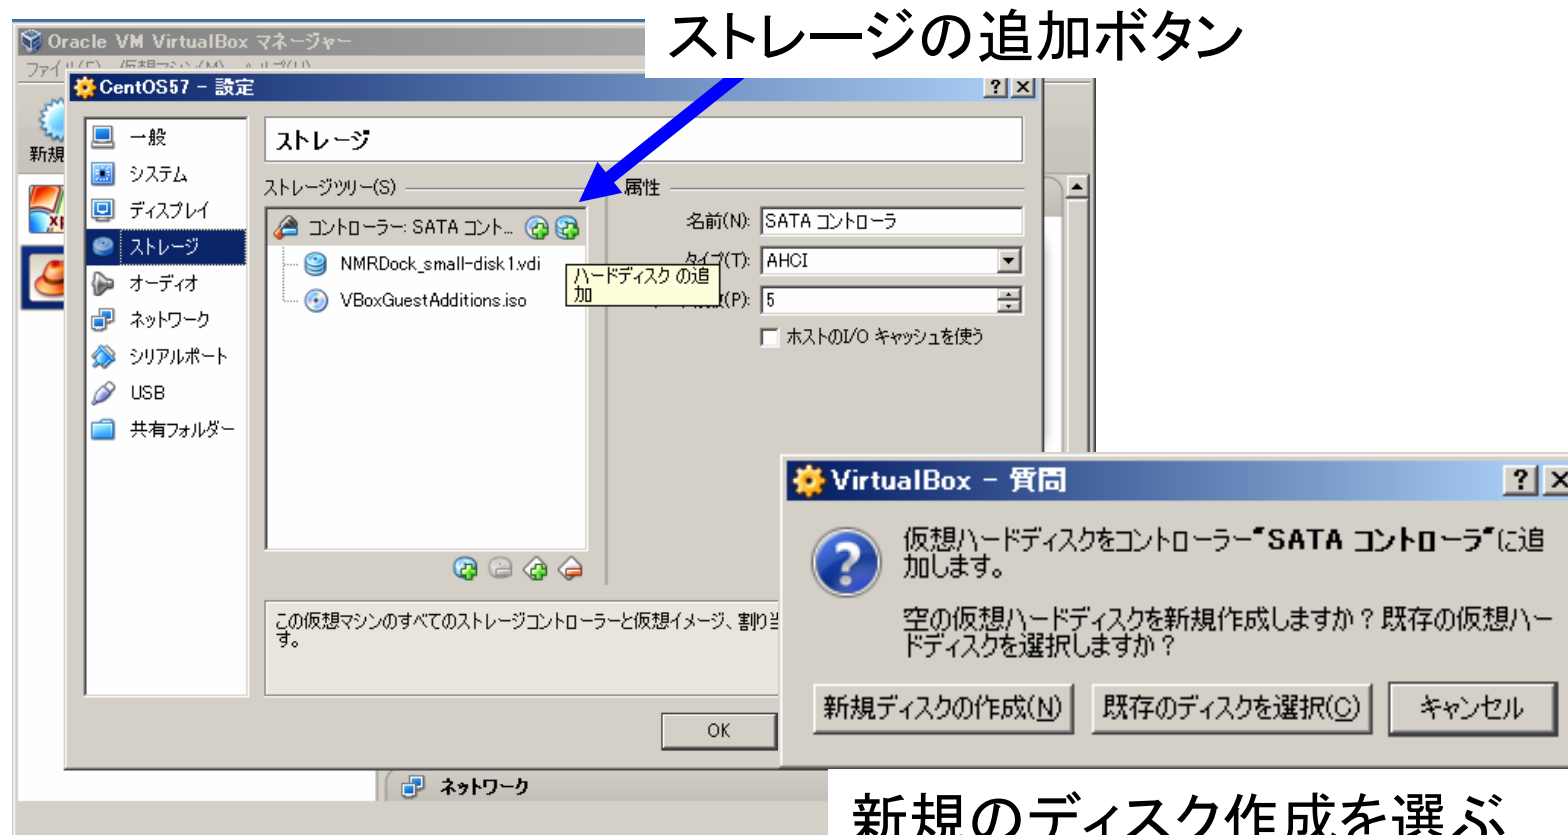 ストレージの追加ボタン
Oracle VM VirtualBox マネージャー
CentOS57 - 設定
新規
一般
システム
ディスプレイ
ストレージ
オーディオ
ネットワーク
シリアルポート
USB
共有フォルダー
ストレージ
ストレージツリー(S)
コントローラー: SATA コント...
NMRDock_small-disk1.vdi
VBoxGuestAdditions.iso
ハードディスク の追
加
属性
名前(N): SATA コントローラ
タイプ(T): AHCI
(P): 5
ホストのI/O キャッシュを使う
この仮想マシンのすべてのストレージコントローラーと仮想イメージ、割り当
す。
OK
ネットワーク
VirtualBox - 質問
仮想ハードディスクをコントローラー"SATA コントローラ"に追
加します。
空の仮想ハードディスクを新規作成しますか？既存の仮想ハー
ドディスクを選択しますか？
新規ディスクの作成(N) 既存のディスクを選択(C) キャンセル
新規のディスク作成を選ぶ